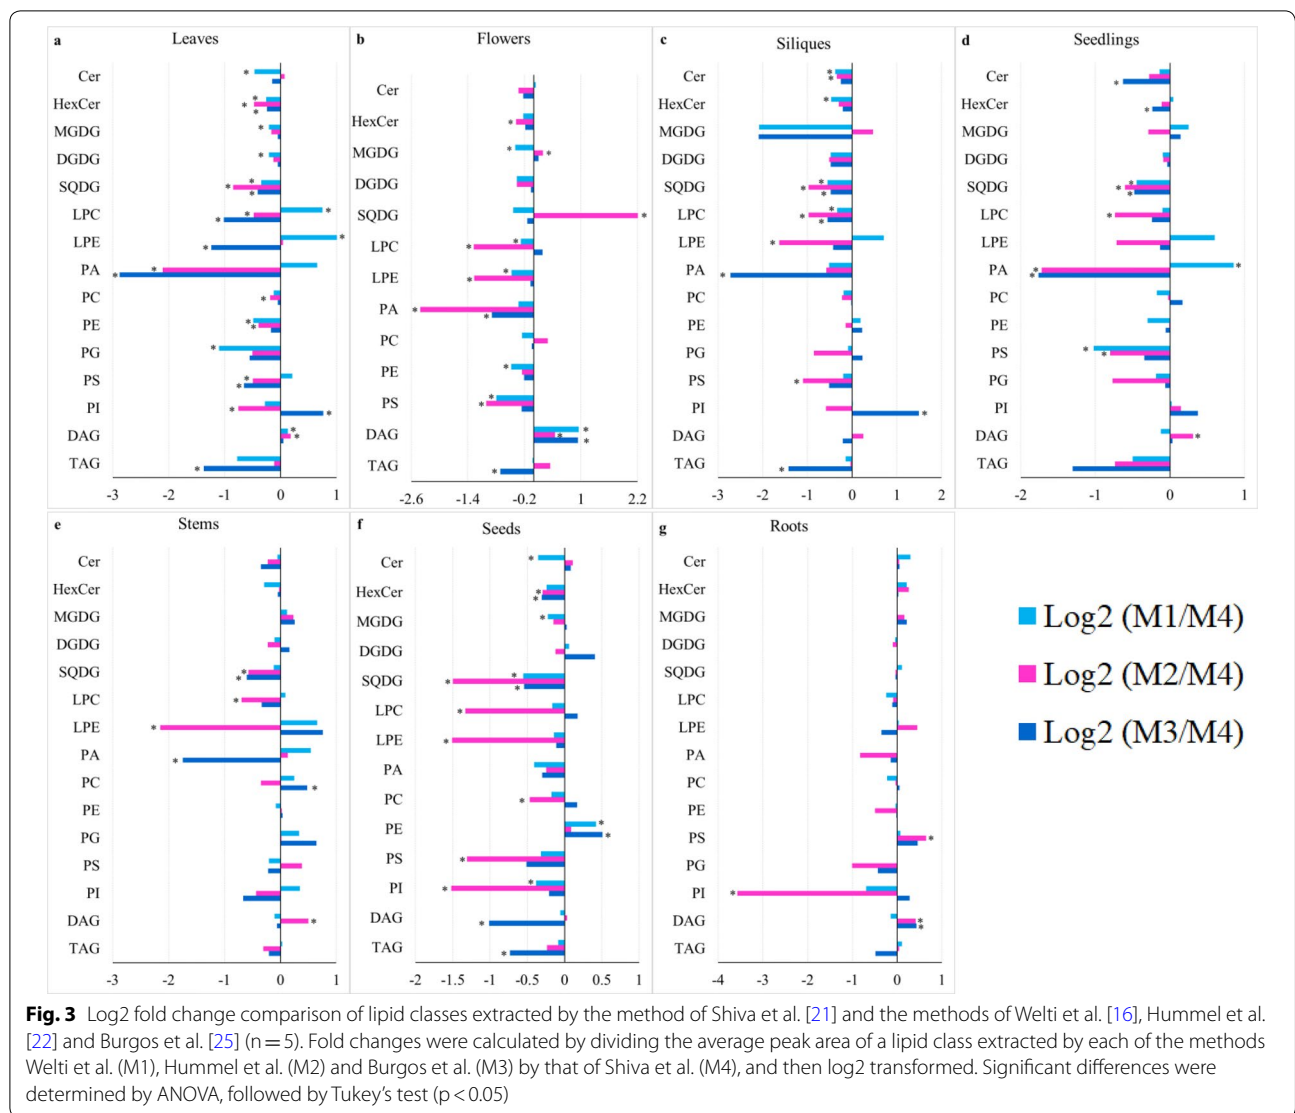 a Leaves
Cer
HexCer
MGDG
DGDG
SQDG
LPC
LPE
PA
PC
PE
PG
PS
PI
DAG
TAG
-3 -2 -1 0 1
b Flowers
Cer
HexCer
MGDG
DGDG
SQDG
LPC
LPE
PA
PC
PE
PS
DAG
TAG
-2.6 -1.4 -0.2 1 2.2
c Siliques
Cer
HexCer
MGDG
DGDG
SQDG
LPC
LPE
PA
PC
PE
PG
PS
PI
DAG
TAG
-3 -2 -1 0 1 2
d Seedlings
Cer
HexCer
MGDG
DGDG
SQDG
LPC
LPE
PA
PC
PE
PS
PG
PI
DAG
TAG
-2 -1 0 1
e Stems
Cer
HexCer
MGDG
DGDG
SQDG
LPC
LPE
PA
PC
PE
PG
PS
PI
DAG
TAG
-3 -2 -1 0 1
f Seeds
Cer
HexCer
MGDG
DGDG
SQDG
LPC
LPE
PA
PC
PE
PS
PI
DAG
TAG
-2 -1.5 -1 -0.5 0 0.5 1
g Roots
Cer
HexCer
MGDG
DGDG
SQDG
LPC
LPE
PA
PC
PE
PS
PG
PI
DAG
TAG
-4 -3 -2 -1 0 1
Log2 (M1/M4)
Log2 (M2/M4)
Log2 (M3/M4)
Fig. 3 Log2 fold change comparison of lipid classes extracted by the method of Shiva et al. [21] and the methods of Welti et al. [16], Hummel et al.
[22] and Burgos et al. [25] (n = 5). Fold changes were calculated by dividing the average peak area of a lipid class extracted by each of the methods
Welti et al. (M1), Hummel et al. (M2) and Burgos et al. (M3) by that of Shiva et al. (M4), and then log2 transformed. Significant differences were
determined by ANOVA, followed by Tukey's test (p < 0.05)